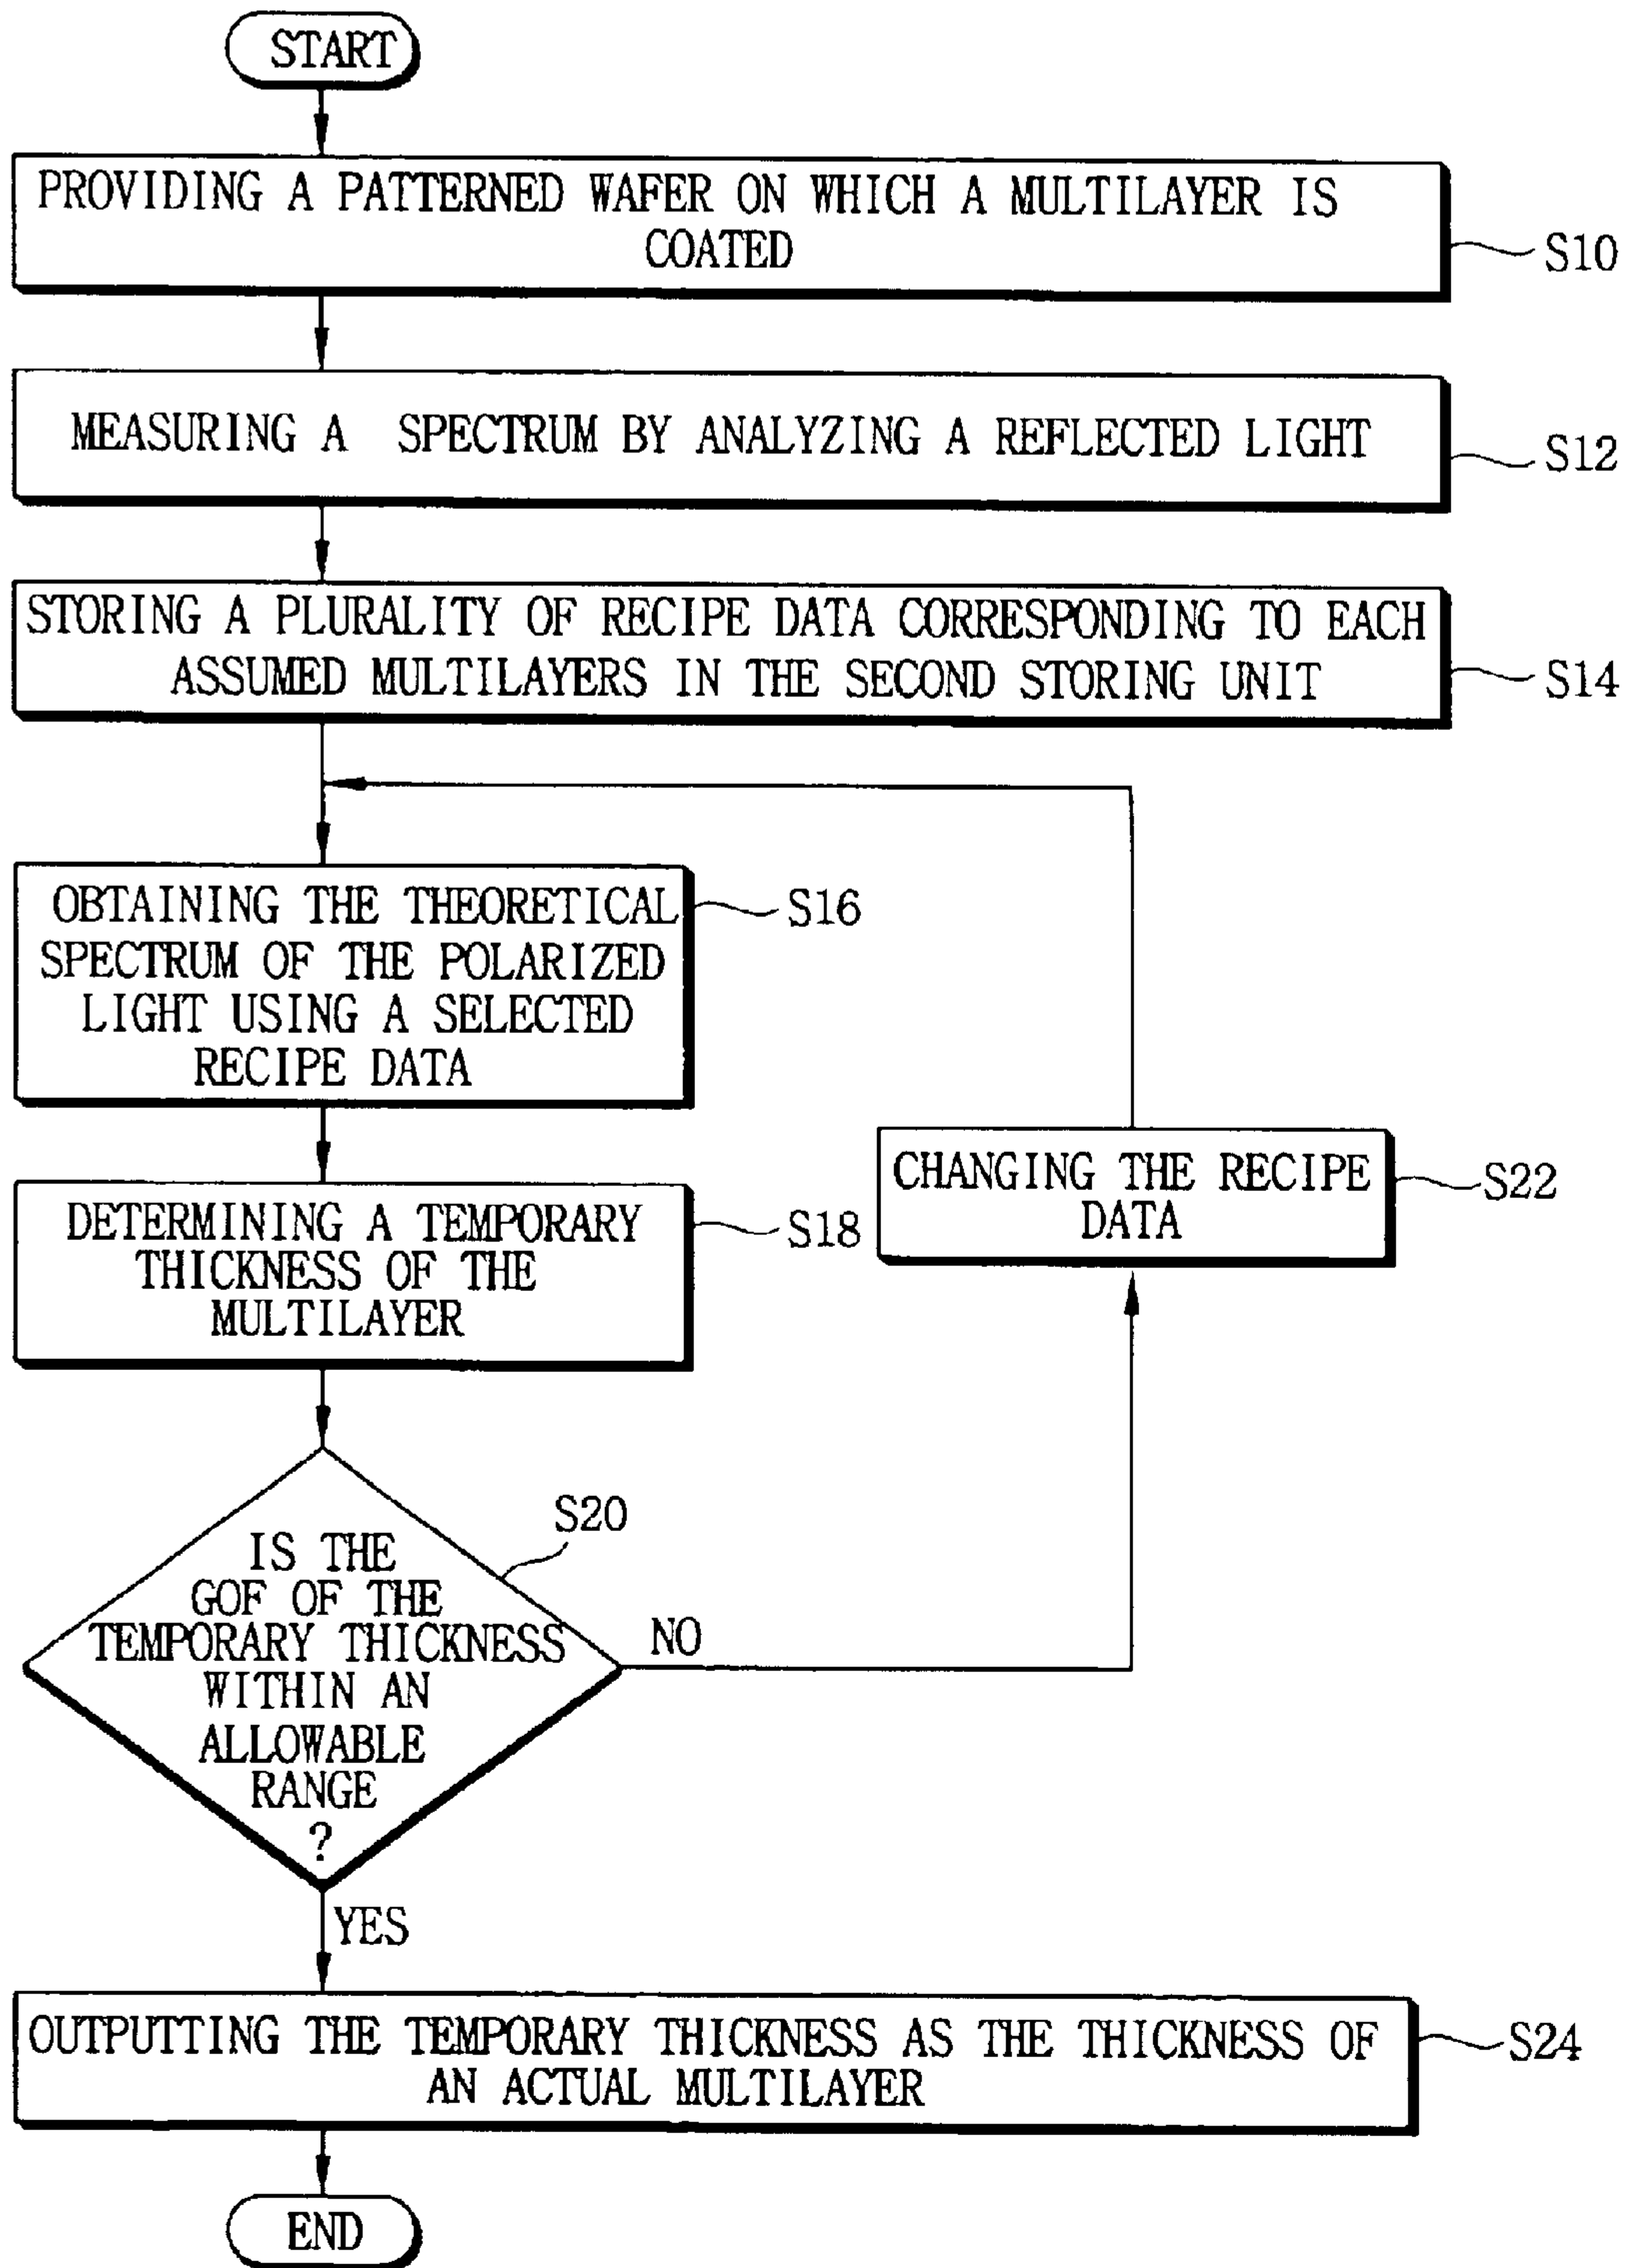 START
PROVIDING A PATTERNED WAFER ON WHICH A MULTILAYER IS
COATED
S10
MEASURING A SPECTRUM BY ANALYZING A REFLECTED LIGHT
S12
STORING A PLURALITY OF RECIPE DATA CORRESPONDING TO EACH
ASSUMED MULTILAYERS IN THE SECOND STORING UNIT
S14
OBTAINING THE THEORETICAL
SPECTRUM OF THE POLARIZED
LIGHT USING A SELECTED
RECIPE DATA
S16
DETERMINING A TEMPORARY
THICKNESS OF THE
MULTILAYER
S18
CHANGING THE RECIPE
DATA
S22
IS THE
GOF OF THE
TEMPORARY THICKNESS
WITHIN AN
ALLOWABLE
RANGE
?
S20
NO
YES
OUTPUTTING THE TEMPORARY THICKNESS AS THE THICKNESS OF
AN ACTUAL MULTILAYER
S24
END